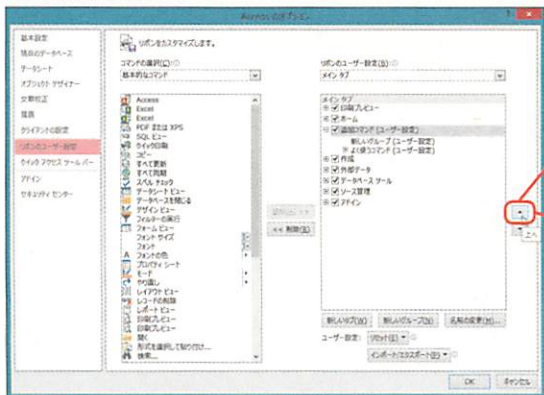 Accessのオプション
基本設定
現在のデータベース
データシート
オブジェクト デザイナー
文章校正
言語
クライアントの設定
リボンのユーザー設定
クイック アクセス ツール バー
アドイン
セキュリティ センター
リボンをカスタマイズします。
コマンドの選択(C):
基本的なコマンド
Access
Excel
Excel
PDF または XPS
SQL ビュー
クイック印刷
コピー
すべて更新
すべて同期
スペル チェック
データシート ビュー
データベースを閉じる
デザイン ビュー
フィルターの実行
フォーム ビュー
フォント サイズ
フォント
フォントの色
プロパティ シート
モード
やり直し
レイアウト ビュー
レコードの削除
レポート ビュー
印刷プレビュー
印刷プレビュー
開く
形式を選択して貼り付け...
検索...
追加(A) >>
<< 削除(R)
リボンのユーザー設定(B):
メイン タブ
メイン タブ
印刷プレビュー
ホーム
追加コマンド (ユーザー設定)
新しいグループ (ユーザー設定)
よく使うコマンド (ユーザー設定)
作成
外部データ
データベース ツール
ソース管理
アドイン
上へ
新しいタブ(W)
新しいグループ(N)
名前の変更(M)...
ユーザー設定:
リセット(E)
インポート/エクスポート(P)
OK
キャンセル